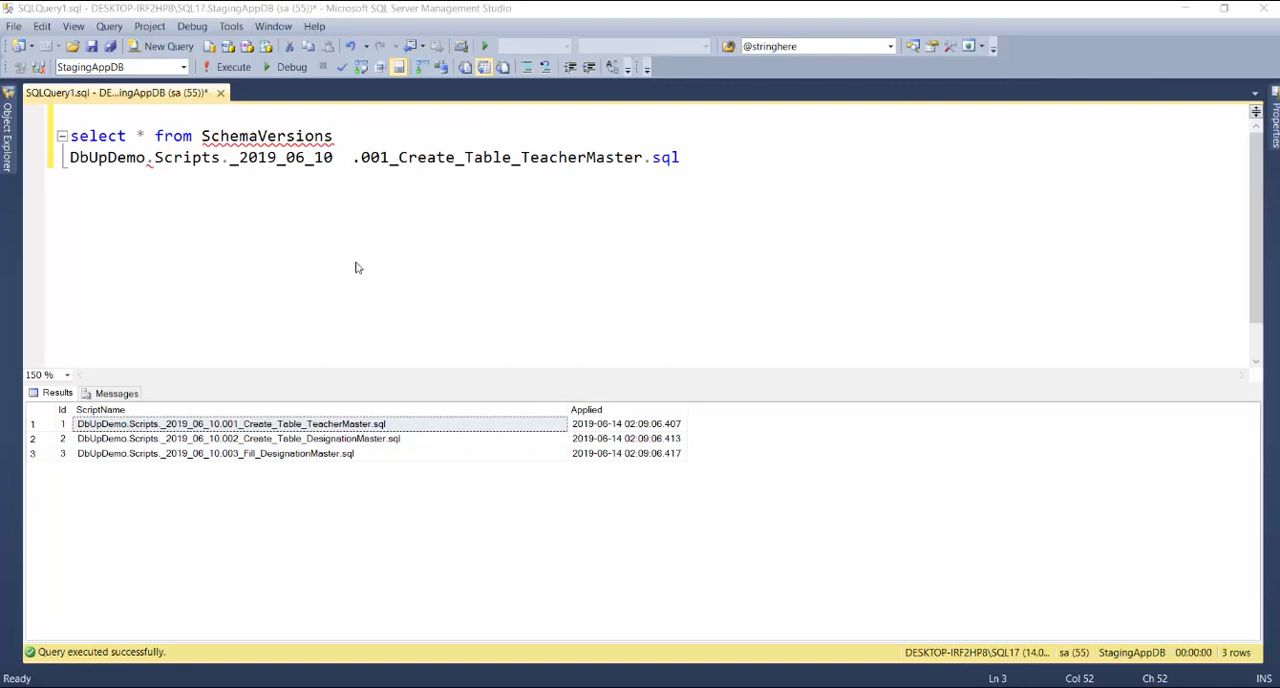 SQLQuery1.sql - DESKTOP-IRF2HP8\SQL17.StagingAppDB (sa (55))* - Microsoft SQL Server Management Studio
File Edit View Query Project Debug Tools Window Help
New Query @stringhere
StagingAppDB Execute Debug
SQLQuery1.sql - DE...ingAppDB (sa (55))*
Object Explorer
Properties
select * from SchemaVersions
DbUpDemo.Scripts._2019_06_10 .001_Create_Table_TeacherMaster.sql
150 %
Results Messages
Id ScriptName Applied
1 1 DbUpDemo.Scripts._2019_06_10.001_Create_Table_TeacherMaster.sql 2019-06-14 02:09:06.407
2 2 DbUpDemo.Scripts._2019_06_10.002_Create_Table_DesignationMaster.sql 2019-06-14 02:09:06.413
3 3 DbUpDemo.Scripts._2019_06_10.003_Fill_DesignationMaster.sql 2019-06-14 02:09:06.417
Query executed successfully. DESKTOP-IRF2HP8\SQL17 (14.0... sa (55) StagingAppDB 00:00:00 3 rows
Ready Ln 3 Col 52 Ch 52 INS